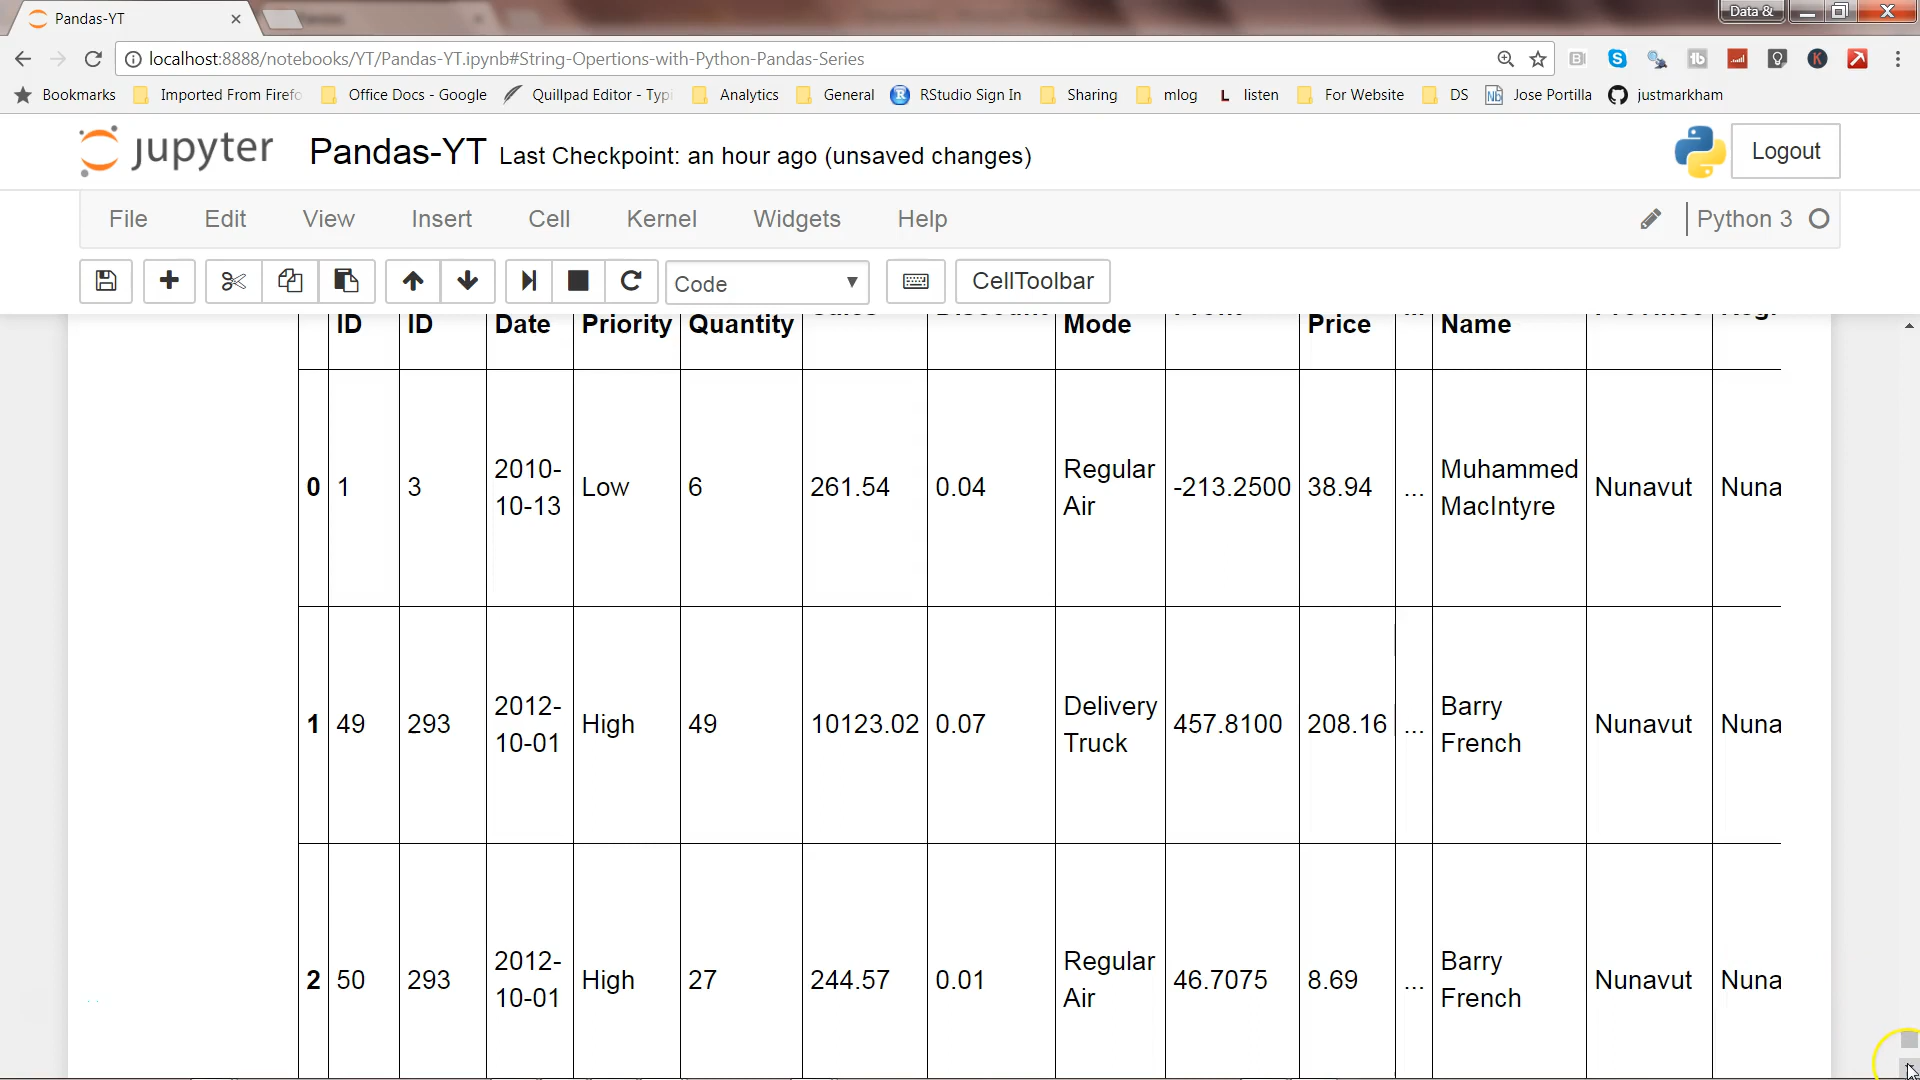 Pandas-YT
Data &
localhost:8888/notebooks/YT/Pandas-YT.ipynb#String-Opertions-with-Python-Pandas-Series
Bookmarks Imported From Firefo Office Docs - Google Quillpad Editor - Typi Analytics General RStudio Sign In Sharing mlog L listen For Website DS Nb Jose Portilla justmarkham
jupyter Pandas-YT Last Checkpoint: an hour ago (unsaved changes) Logout
File Edit View Insert Cell Kernel Widgets Help Python 3
Code CellToolbar
ID ID Date Priority Quantity Mode Price ... Name
0 1 3 2010-10-13 Low 6 261.54 0.04 Regular Air -213.2500 38.94 ... Muhammed MacIntyre Nunavut Nuna
1 49 293 2012-10-01 High 49 10123.02 0.07 Delivery Truck 457.8100 208.16 ... Barry French Nunavut Nuna
2 50 293 2012-10-01 High 27 244.57 0.01 Regular Air 46.7075 8.69 ... Barry French Nunavut Nuna